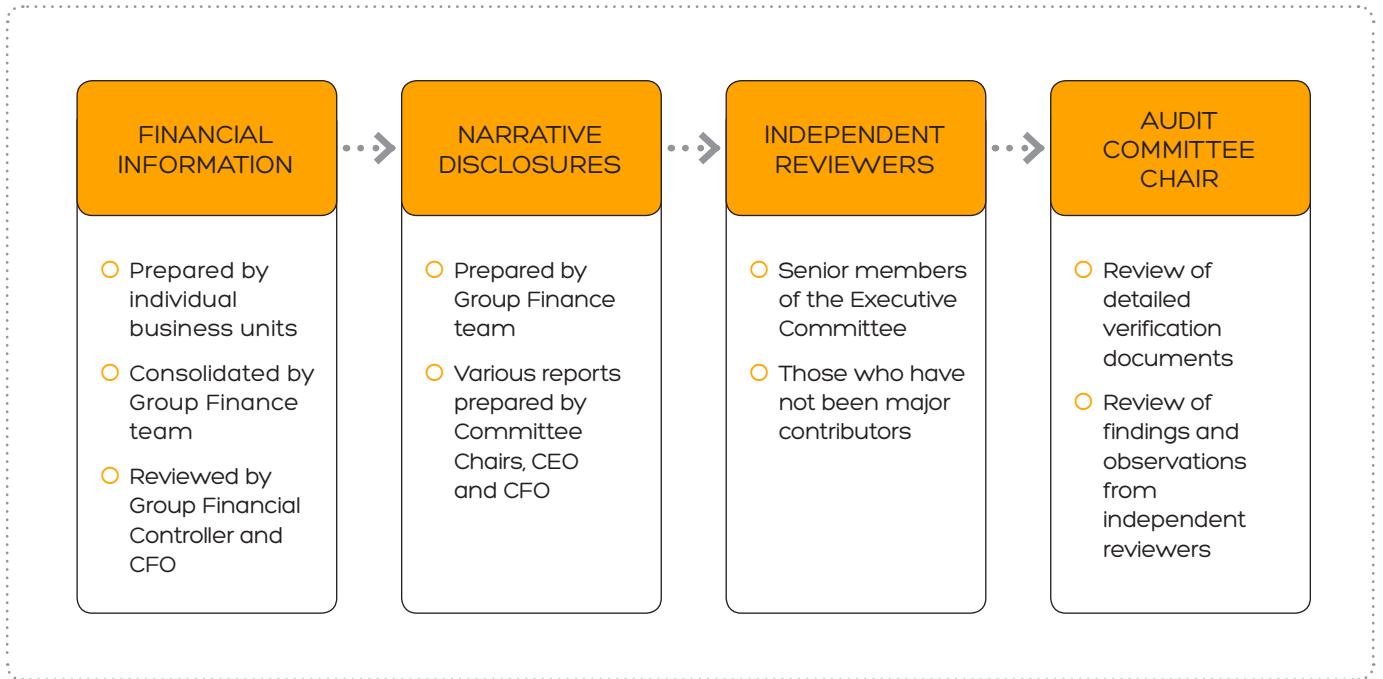 FINANCIAL
INFORMATION
Prepared by
individual
business units
Consolidated by
Group Finance
team
Reviewed by
Group Financial
Controller and
CFO
NARRATIVE
DISCLOSURES
Prepared by
Group Finance
team
Various reports
prepared by
Committee
Chairs, CEO
and CFO
INDEPENDENT
REVIEWERS
Senior members
of the Executive
Committee
Those who have
not been major
contributors
AUDIT
COMMITTEE
CHAIR
Review of
detailed
verification
documents
Review of
findings and
observations
from
independent
reviewers